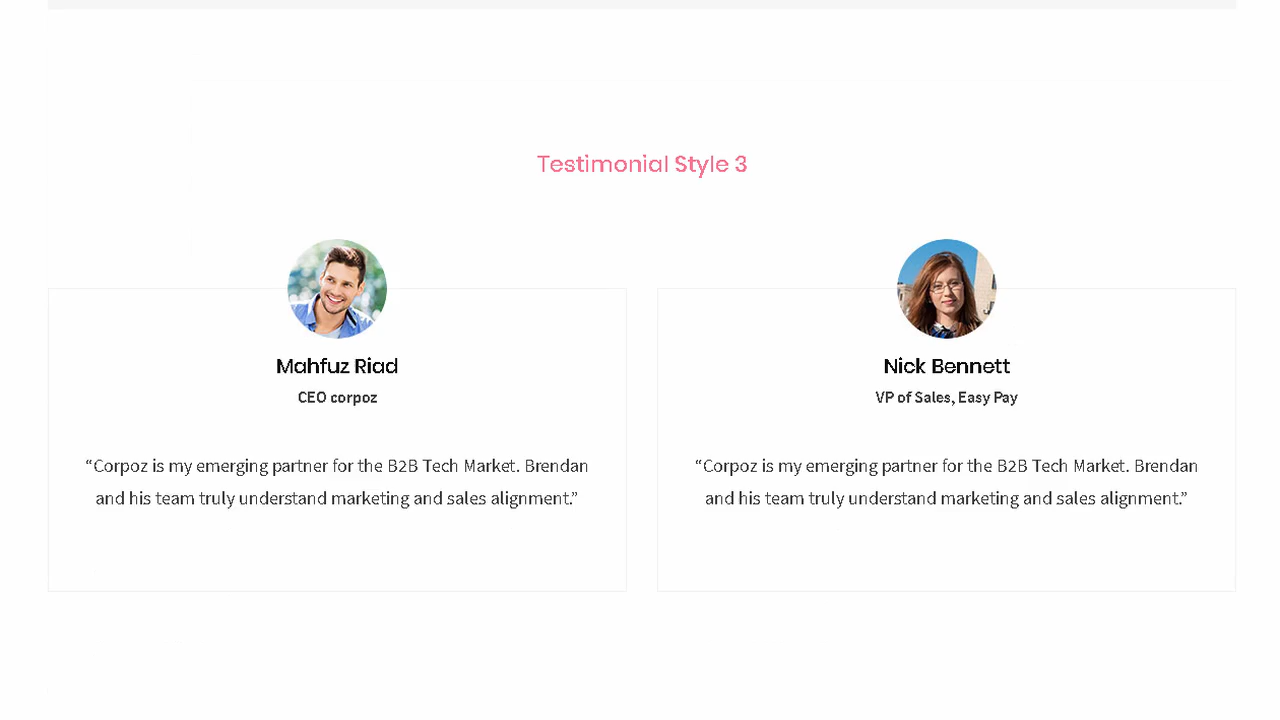 Testimonial Style 3
Mahfuz Riad
CEO corpoz
“Corpoz is my emerging partner for the B2B Tech Market. Brendan
and his team truly understand marketing and sales alignment.”
Nick Bennett
VP of Sales, Easy Pay
“Corpoz is my emerging partner for the B2B Tech Market. Brendan
and his team truly understand marketing and sales alignment.”